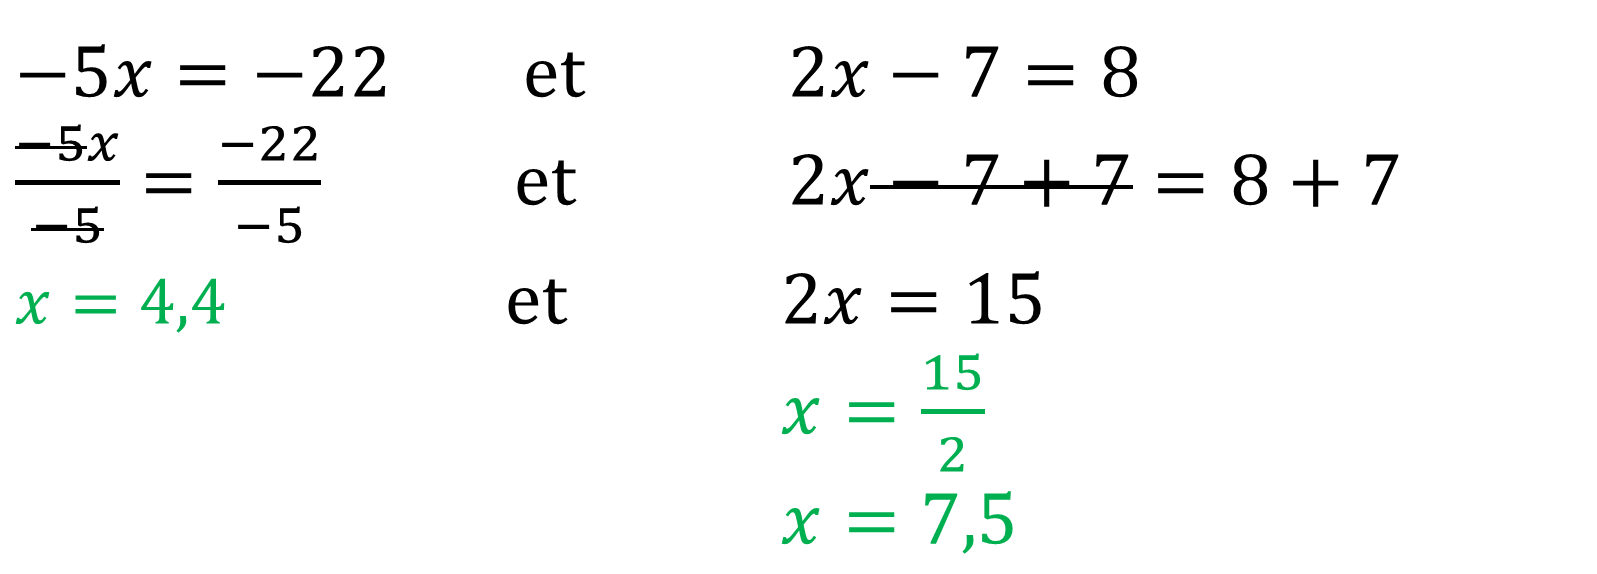 −5x = −22 et 2x − 7 = 8
−5x/−5 = −22/−5 et 2x − 7 + 7 = 8 + 7
x = 4,4 et 2x = 15
x = 15/2
x = 7,5